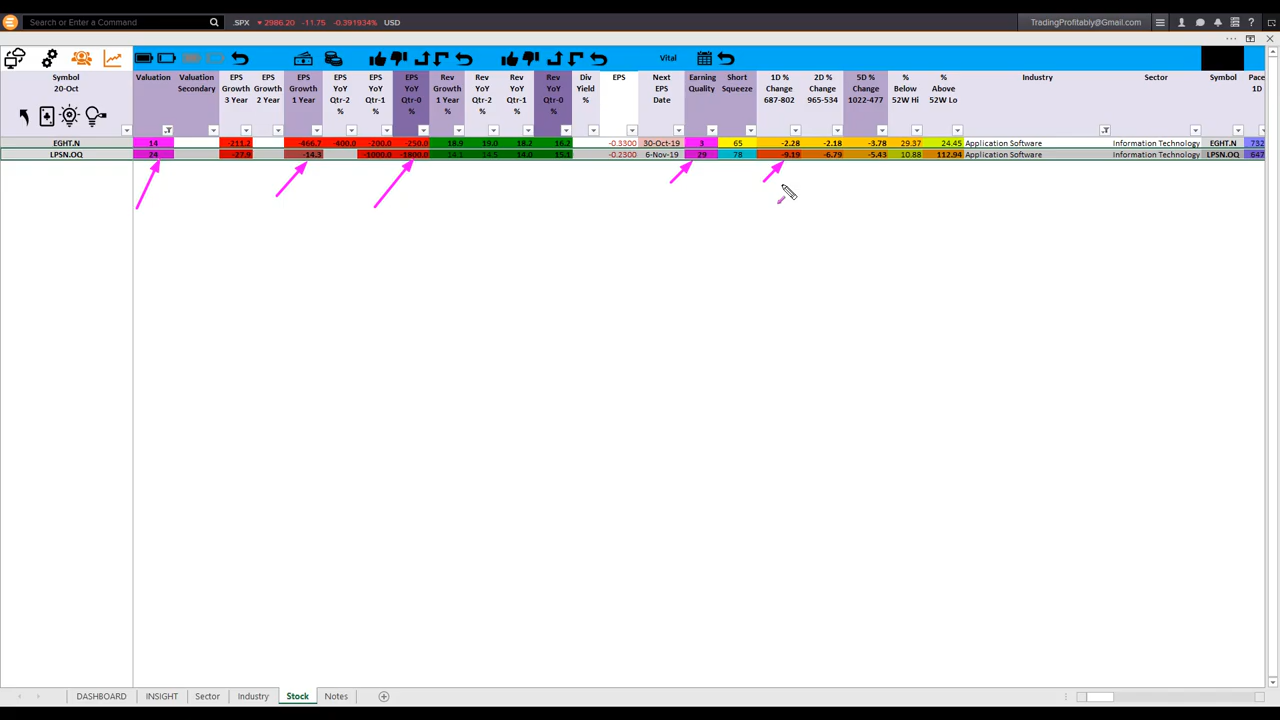 Search or Enter a Command .SPX 2986.20 -11.75 -0.391934% USD TradingProfitably@Gmail.com
Vital
Symbol 20-Oct
Valuation
Valuation Secondary
EPS Growth 3 Year
EPS Growth 2 Year
EPS Growth 1 Year
EPS YoY Qtr-2 %
EPS YoY Qtr-1 %
EPS YoY Qtr-0 %
Rev Growth 1 Year
Rev YoY Qtr-2 %
Rev YoY Qtr-1 %
Rev YoY Qtr-0 %
Div Yield %
EPS
Next EPS Date
Earning Quality
Short Squeeze
1D % Change 687-802
2D % Change 965-534
5D % Change 1022-477
% Below 52W Hi
% Above 52W Lo
Industry
Sector
Symbol
Pace 1D
EGHT.N 14 -211.2 -466.7 -400.0 -200.0 -250.0 18.9 19.0 18.2 16.2 -0.3300 30-Oct-19 3 65 -2.28 -2.18 -3.78 29.37 24.45 Application Software Information Technology EGHT.N 732
LPSN.OQ 24 -27.9 -14.3 -1000.0 -1800.0 14.1 14.5 14.0 15.1 -0.2300 6-Nov-19 29 78 -9.19 -6.79 -5.43 10.88 112.94 Application Software Information Technology LPSN.OQ 647
DASHBOARD INSIGHT Sector Industry Stock Notes